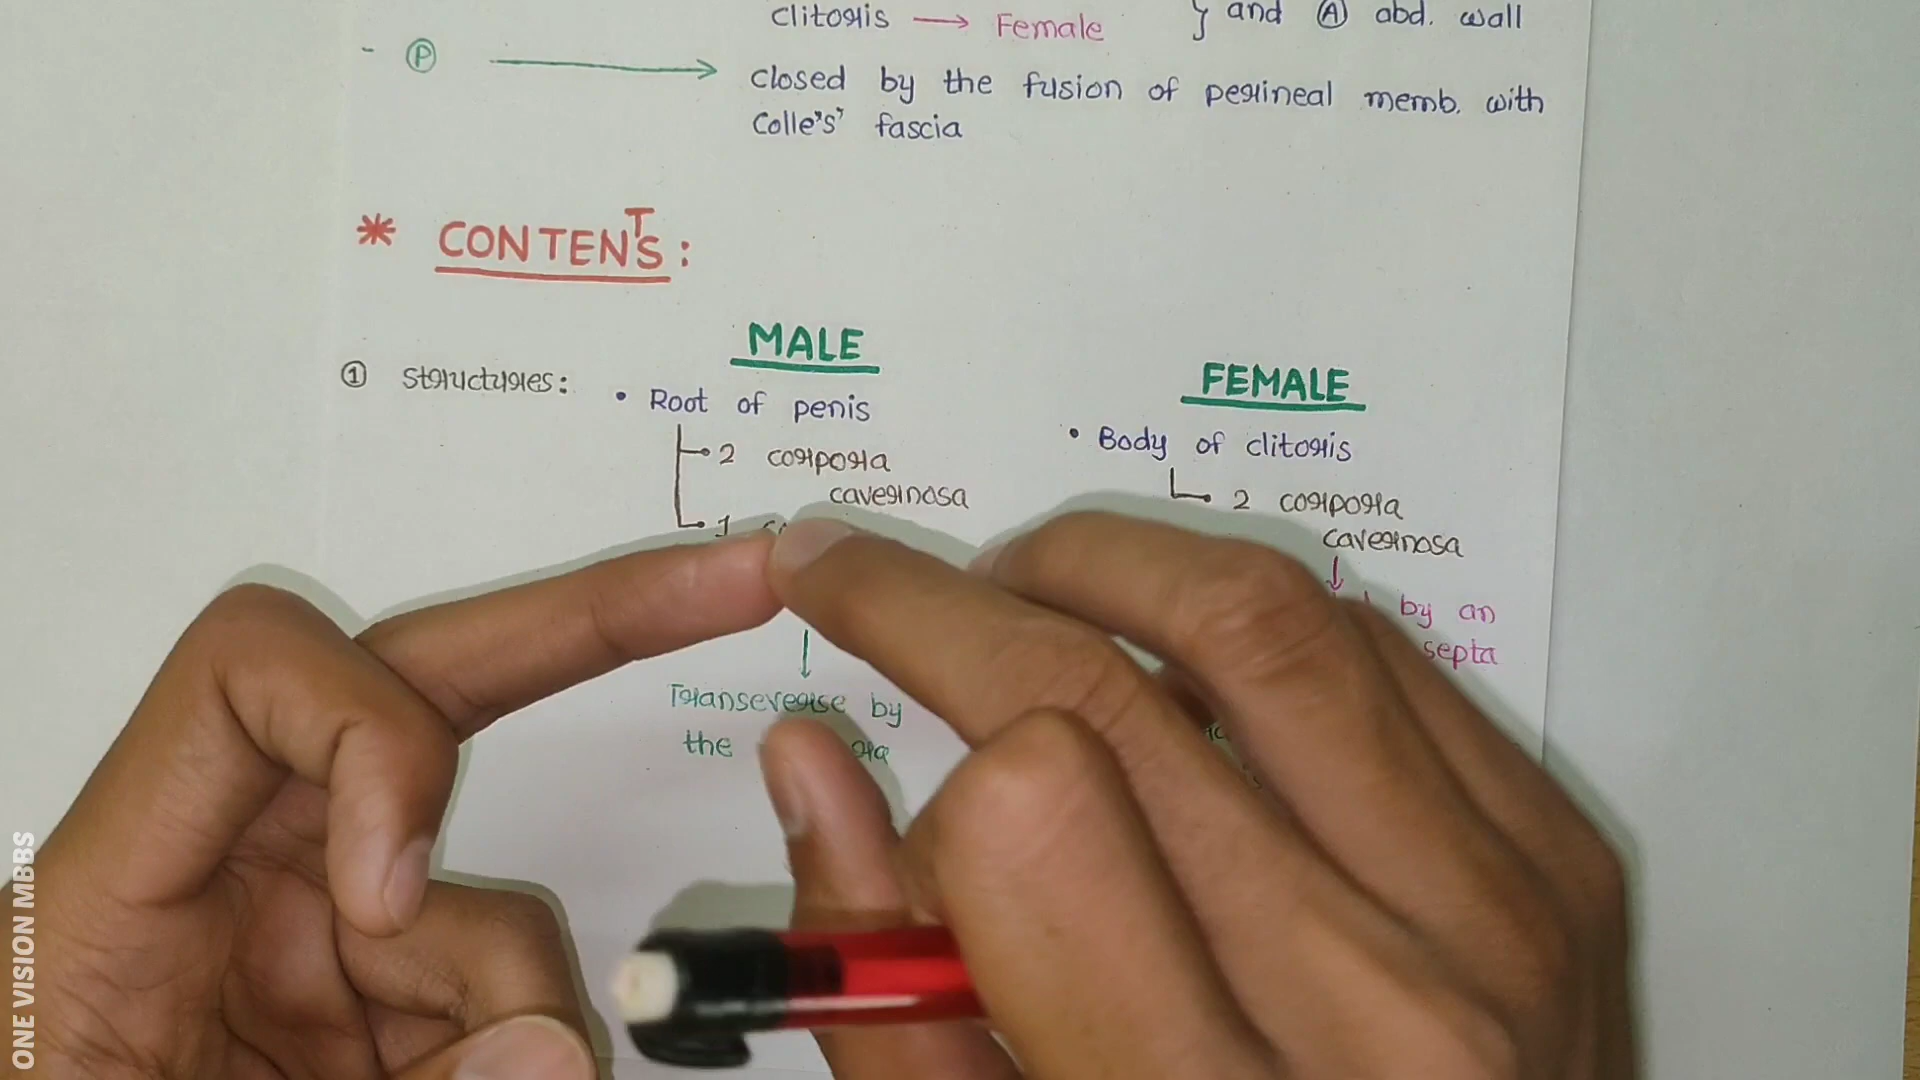 clitoris → Female } and Ⓐ abd. wall
- Ⓟ → closed by the fusion of perineal memb. with
Colle's' fascia
* CONTENTS :
MALE
FEMALE
① structures :
• Root of penis
2 corpora
cavernosa
1
Transeverse by
the
• Body of clitoris
2 corpora
cavernosa
↓
by an
septa
ONE VISION MBBS